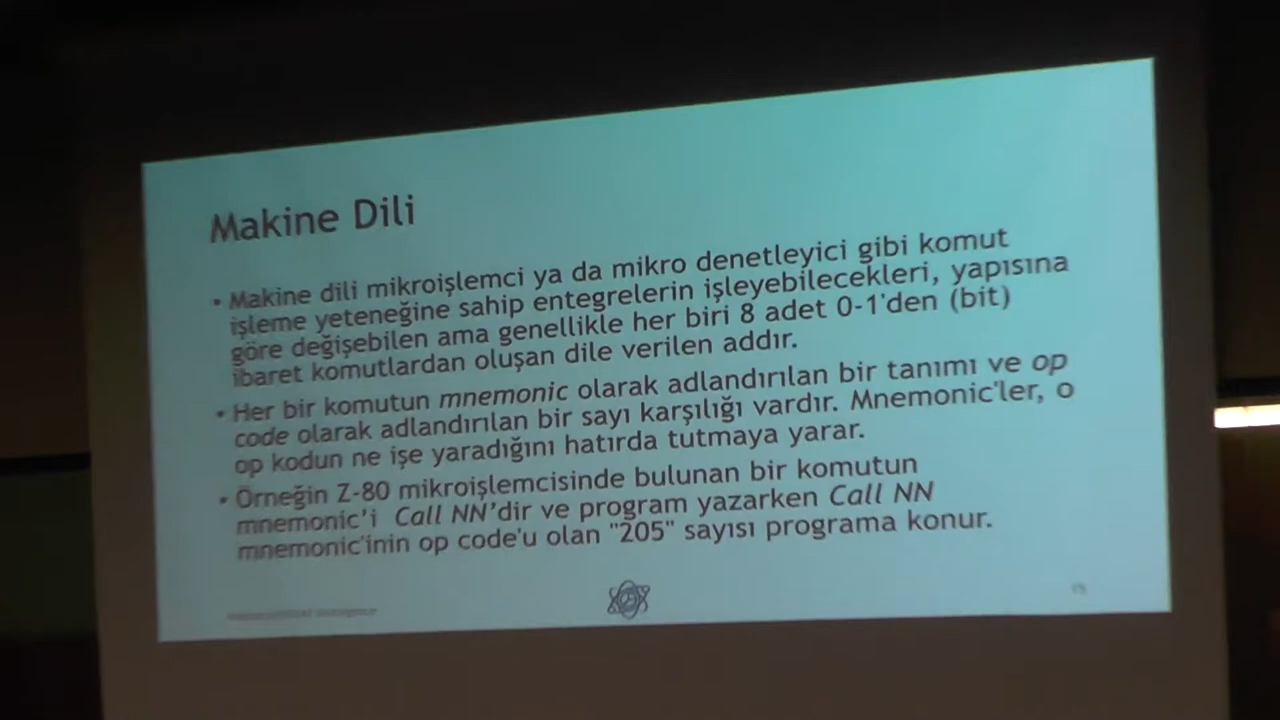 Makine Dili
• Makine dili mikroişlemci ya da mikro denetleyici gibi komut
işleme yeteneğine sahip entegrelerin işleyebilecekleri, yapısına
göre değişebilen ama genellikle her biri 8 adet 0-1'den (bit)
ibaret komutlardan oluşan dile verilen addır.
• Her bir komutun mnemonic olarak adlandırılan bir tanımı ve op
code olarak adlandırılan bir sayı karşılığı vardır. Mnemonic'ler, o
op kodun ne işe yaradığını hatırda tutmaya yarar.
• Örneğin Z-80 mikroişlemcisinde bulunan bir komutun
mnemonic'i Call NN'dir ve program yazarken Call NN
mnemonic'inin op code'u olan "205" sayısı programa konur.